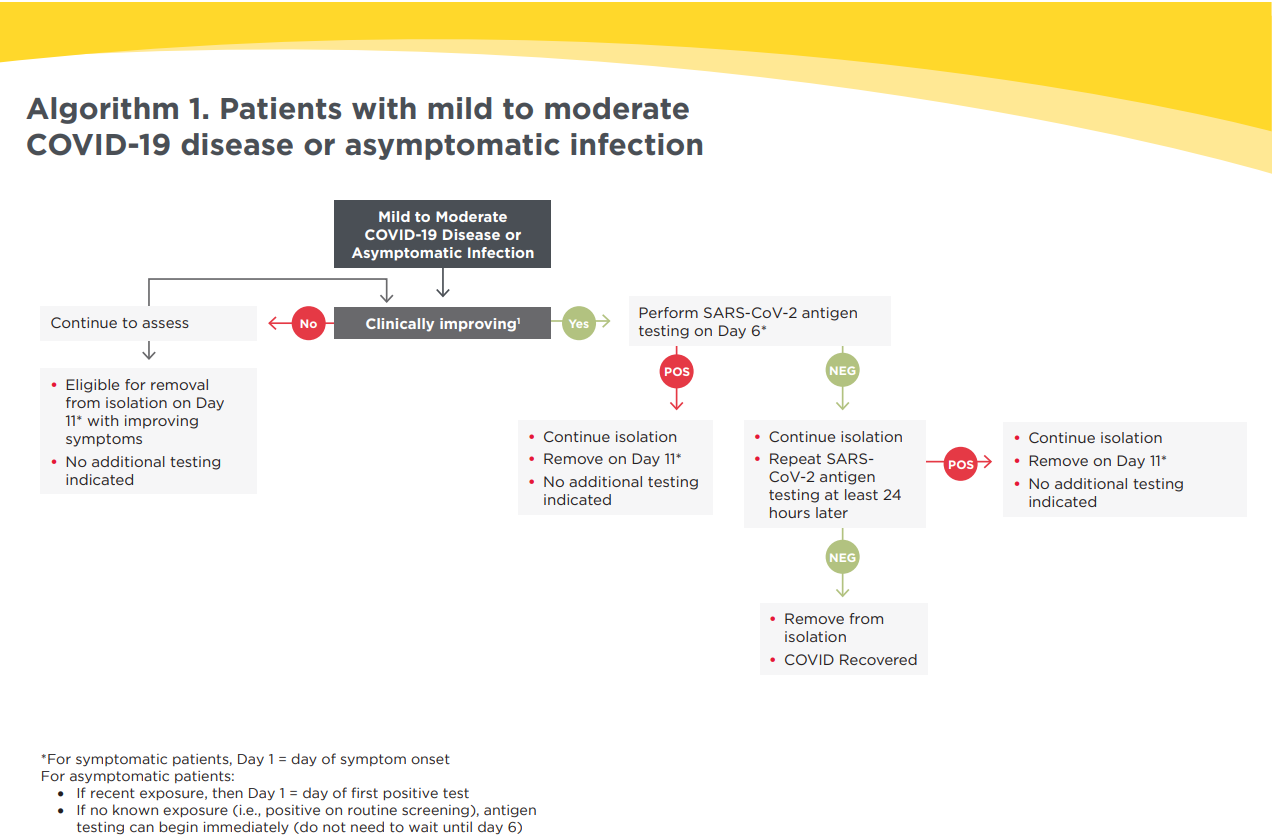 Algorithm 1. Patients with mild to moderate
COVID-19 disease or asymptomatic infection
Mild to Moderate
COVID-19 Disease or
Asymptomatic Infection
Continue to assess
No
Clinically improving¹
Yes
Perform SARS-CoV-2 antigen
testing on Day 6*
POS
NEG
• Eligible for removal
from isolation on Day
11* with improving
symptoms
• No additional testing
indicated
• Continue isolation
• Remove on Day 11*
• No additional testing
indicated
• Continue isolation
• Repeat SARS-
CoV-2 antigen
testing at least 24
hours later
POS
• Continue isolation
• Remove on Day 11*
• No additional testing
indicated
NEG
• Remove from
isolation
• COVID Recovered
*For symptomatic patients, Day 1 = day of symptom onset
For asymptomatic patients:
• If recent exposure, then Day 1 = day of first positive test
• If no known exposure (i.e., positive on routine screening), antigen
testing can begin immediately (do not need to wait until day 6)